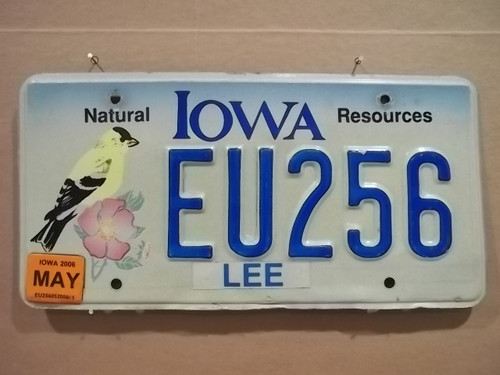 Natural IOWA Resources
EU256
LEE
IOWA 2006
MAY